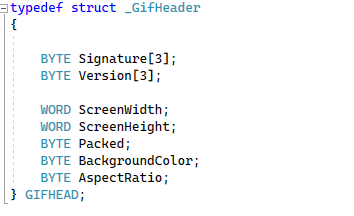 typedef struct _GifHeader
{
BYTE Signature[3];
BYTE Version[3];
WORD ScreenWidth;
WORD ScreenHeight;
BYTE Packed;
BYTE BackgroundColor;
BYTE AspectRatio;
} GIFHEAD;